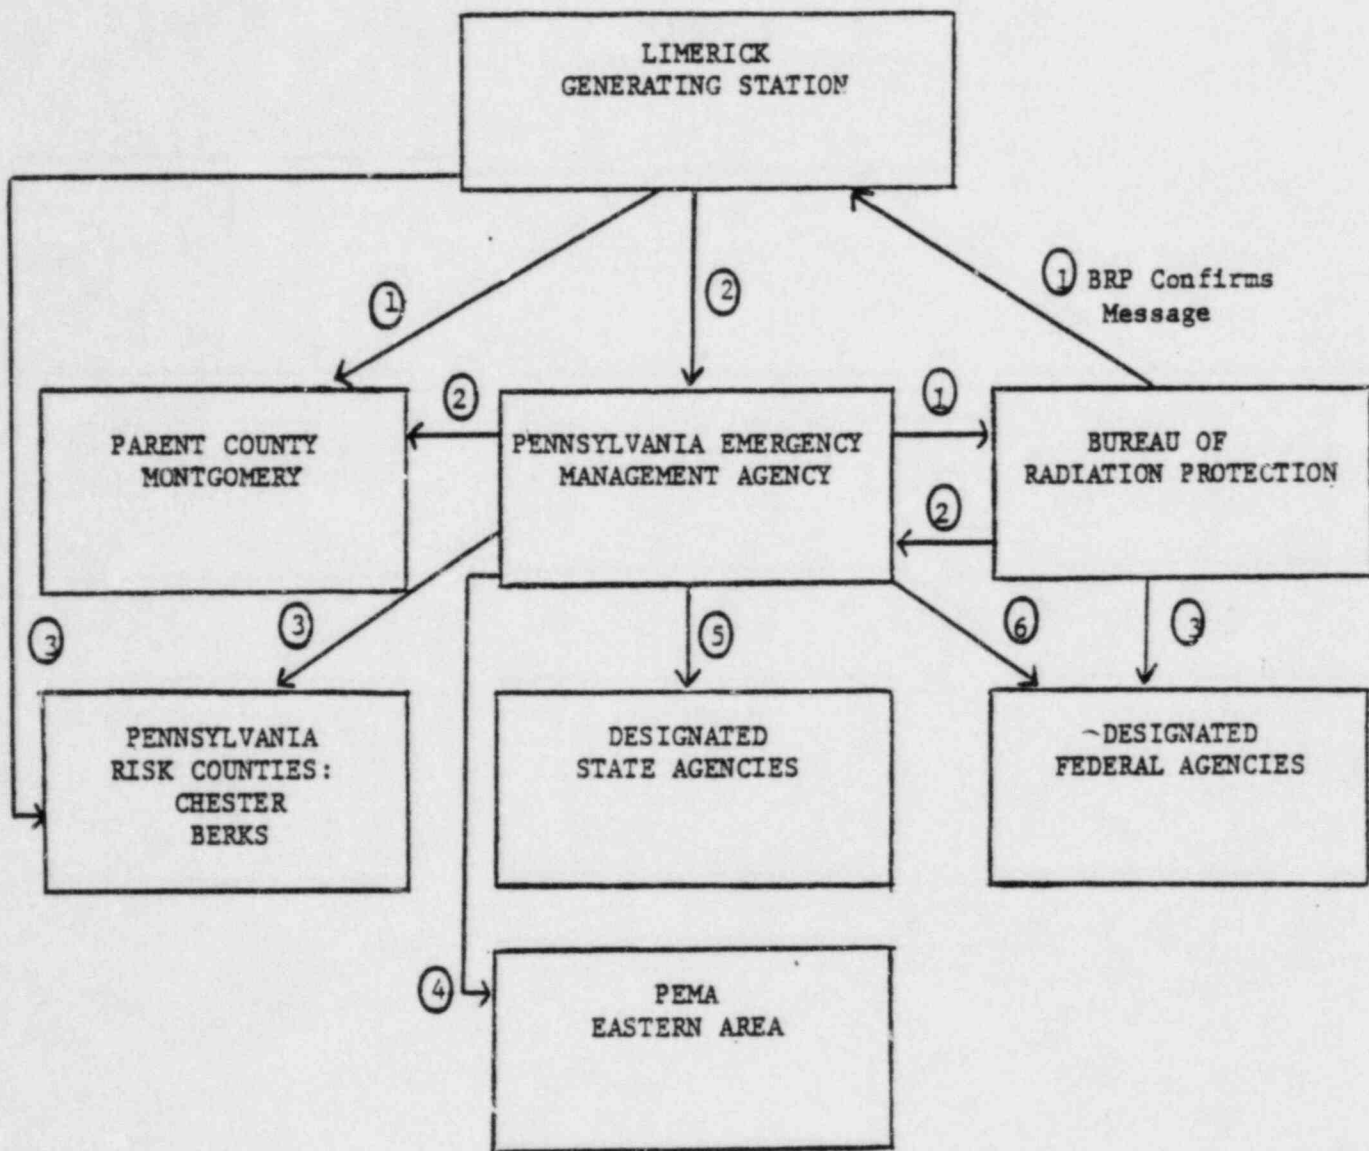 LIMERICK
GENERATING STATION
1 BRP Confirms
Message
1
2
PARENT COUNTY
MONTGOMERY
2
PENNSYLVANIA EMERGENCY
MANAGEMENT AGENCY
1
2
BUREAU OF
RADIATION PROTECTION
3
3
5
6
3
PENNSYLVANIA
RISK COUNTIES:
CHESTER
BERKS
DESIGNATED
STATE AGENCIES
DESIGNATED
FEDERAL AGENCIES
4
PEMA
EASTERN AREA